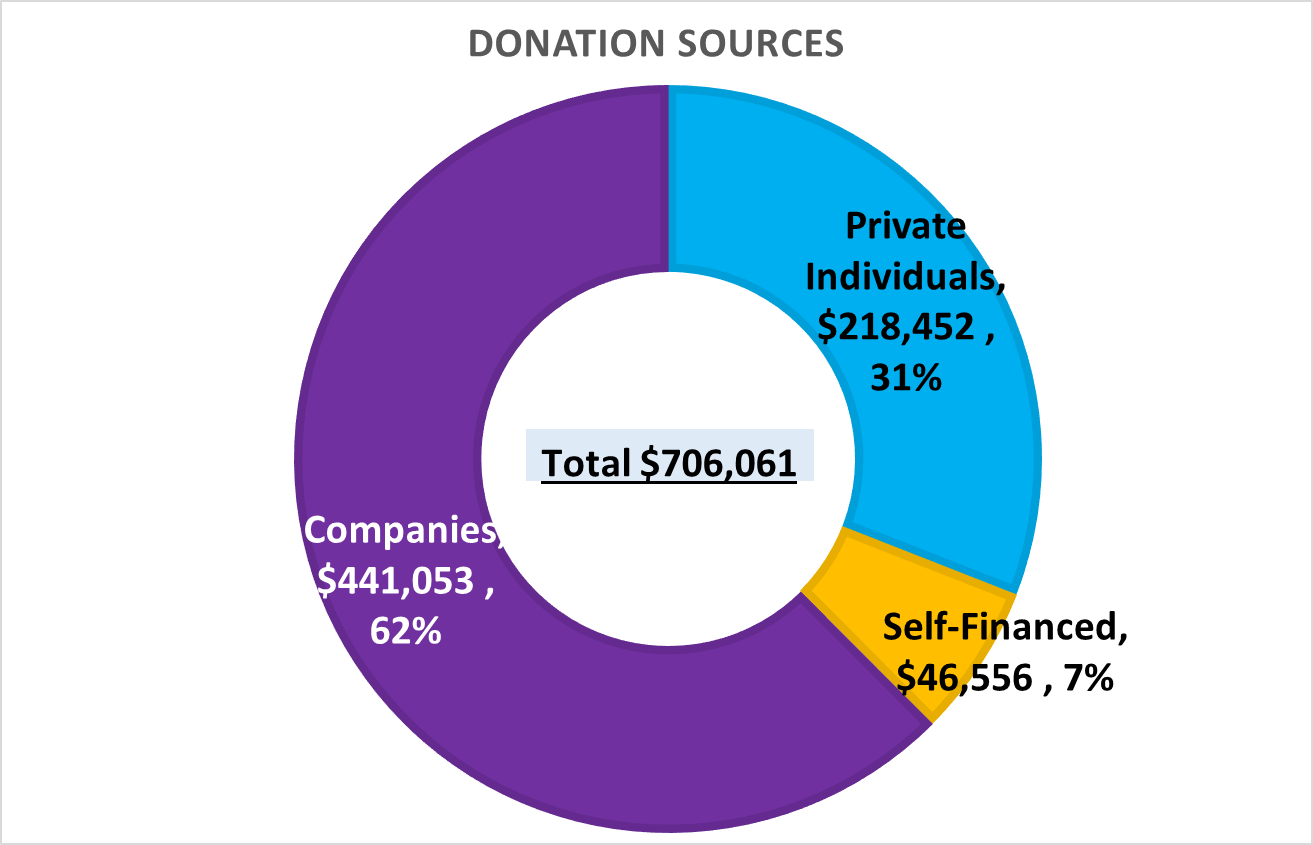 DONATION SOURCES
Private
Individuals,
$218,452 ,
31%
Total $706,061
Companies,
$441,053 ,
62%
Self-Financed,
$46,556 , 7%